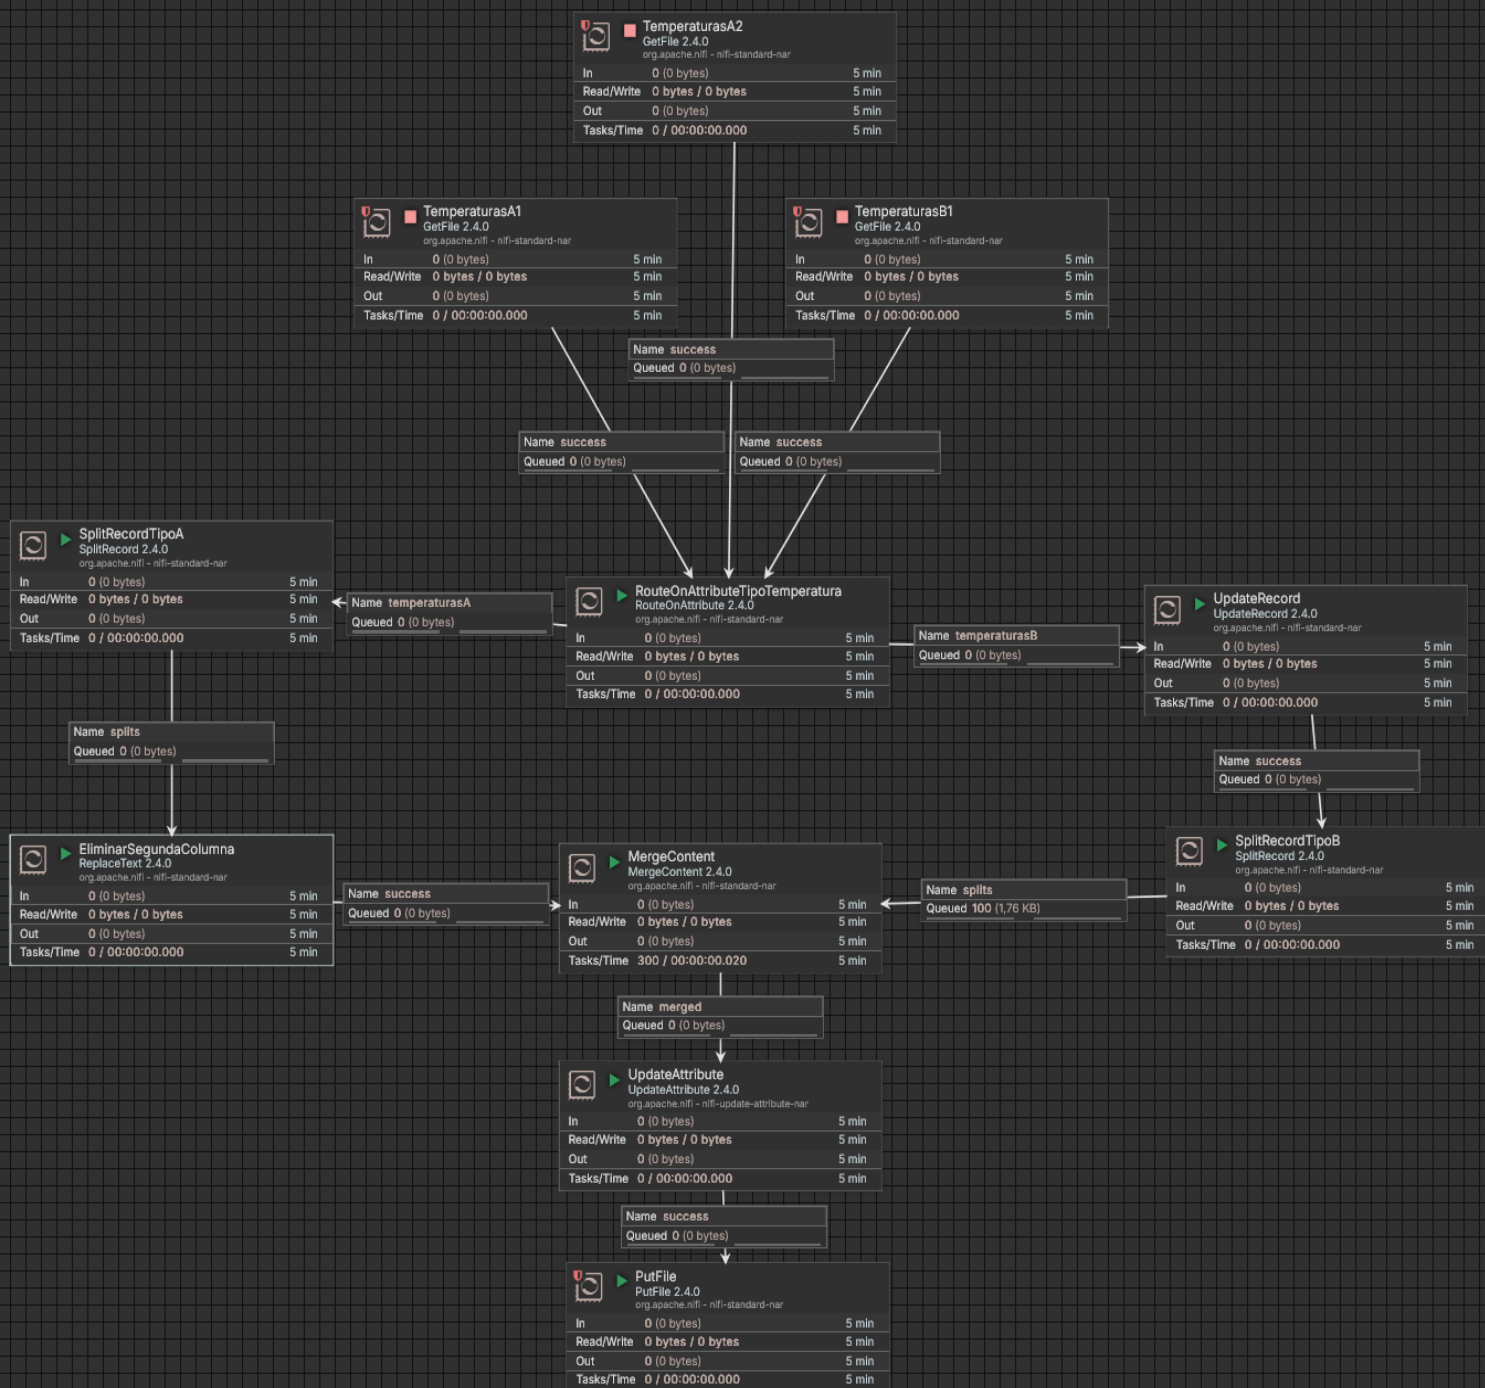 TemperaturasA2
GetFile 2.4.0
org.apache.nifi - nifi-standard-nar
In 0 (0 bytes) 5 min
Read/Write 0 bytes / 0 bytes 5 min
Out 0 (0 bytes) 5 min
Tasks/Time 0 / 00:00:00.000 5 min
TemperaturasA1
GetFile 2.4.0
org.apache.nifi - nifi-standard-nar
In 0 (0 bytes) 5 min
Read/Write 0 bytes / 0 bytes 5 min
Out 0 (0 bytes) 5 min
Tasks/Time 0 / 00:00:00.000 5 min
TemperaturasB1
GetFile 2.4.0
org.apache.nifi - nifi-standard-nar
In 0 (0 bytes) 5 min
Read/Write 0 bytes / 0 bytes 5 min
Out 0 (0 bytes) 5 min
Tasks/Time 0 / 00:00:00.000 5 min
Name success
Queued 0 (0 bytes)
Name success
Queued 0 (0 bytes)
Name success
Queued 0 (0 bytes)
SplitRecordTipoA
SplitRecord 2.4.0
org.apache.nifi - nifi-standard-nar
In 0 (0 bytes) 5 min
Read/Write 0 bytes / 0 bytes 5 min
Out 0 (0 bytes) 5 min
Tasks/Time 0 / 00:00:00.000 5 min
Name temperaturasA
Queued 0 (0 bytes)
RouteOnAttributeTipoTemperatura
RouteOnAttribute 2.4.0
org.apache.nifi - nifi-standard-nar
In 0 (0 bytes) 5 min
Read/Write 0 bytes / 0 bytes 5 min
Out 0 (0 bytes) 5 min
Tasks/Time 0 / 00:00:00.000 5 min
Name temperaturasB
Queued 0 (0 bytes)
UpdateRecord
UpdateRecord 2.4.0
org.apache.nifi - nifi-standard-nar
In 0 (0 bytes) 5 min
Read/Write 0 bytes / 0 bytes 5 min
Out 0 (0 bytes) 5 min
Tasks/Time 0 / 00:00:00.000 5 min
Name splits
Queued 0 (0 bytes)
Name success
Queued 0 (0 bytes)
EliminarSegundaColumna
ReplaceText 2.4.0
org.apache.nifi - nifi-standard-nar
In 0 (0 bytes) 5 min
Read/Write 0 bytes / 0 bytes 5 min
Out 0 (0 bytes) 5 min
Tasks/Time 0 / 00:00:00.000 5 min
Name success
Queued 0 (0 bytes)
MergeContent
MergeContent 2.4.0
org.apache.nifi - nifi-standard-nar
In 0 (0 bytes) 5 min
Read/Write 0 bytes / 0 bytes 5 min
Out 0 (0 bytes) 5 min
Tasks/Time 300 / 00:00:00.020 5 min
Name splits
Queued 100 (1,76 KB)
SplitRecordTipoB
SplitRecord 2.4.0
org.apache.nifi - nifi-standard-nar
In 0 (0 bytes) 5 min
Read/Write 0 bytes / 0 bytes 5 min
Out 0 (0 bytes) 5 min
Tasks/Time 0 / 00:00:00.000 5 min
Name merged
Queued 0 (0 bytes)
UpdateAttribute
UpdateAttribute 2.4.0
org.apache.nifi - nifi-update-attribute-nar
In 0 (0 bytes) 5 min
Read/Write 0 bytes / 0 bytes 5 min
Out 0 (0 bytes) 5 min
Tasks/Time 0 / 00:00:00.000 5 min
Name success
Queued 0 (0 bytes)
PutFile
PutFile 2.4.0
org.apache.nifi - nifi-standard-nar
In 0 (0 bytes) 5 min
Read/Write 0 bytes / 0 bytes 5 min
Out 0 (0 bytes) 5 min
Tasks/Time 0 / 00:00:00.000 5 min